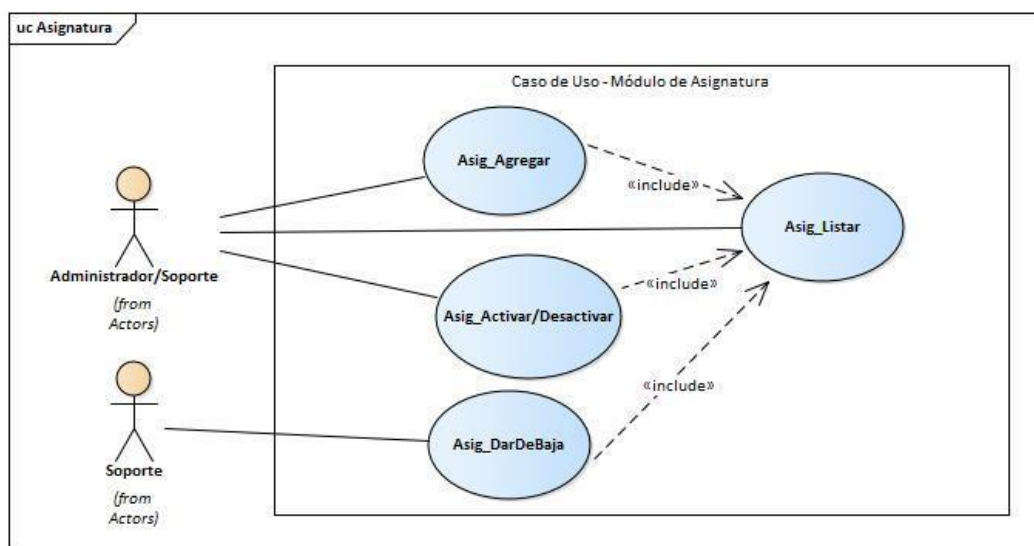 uc Asignatura
Caso de Uso - Módulo de Asignatura
Asig_Agregar
«include»
Asig_Listar
Administrador/Soporte
(from
Actors)
«include»
Asig_Activar/Desactivar
«include»
Asig_DarDeBaja
Soporte
(from
Actors)